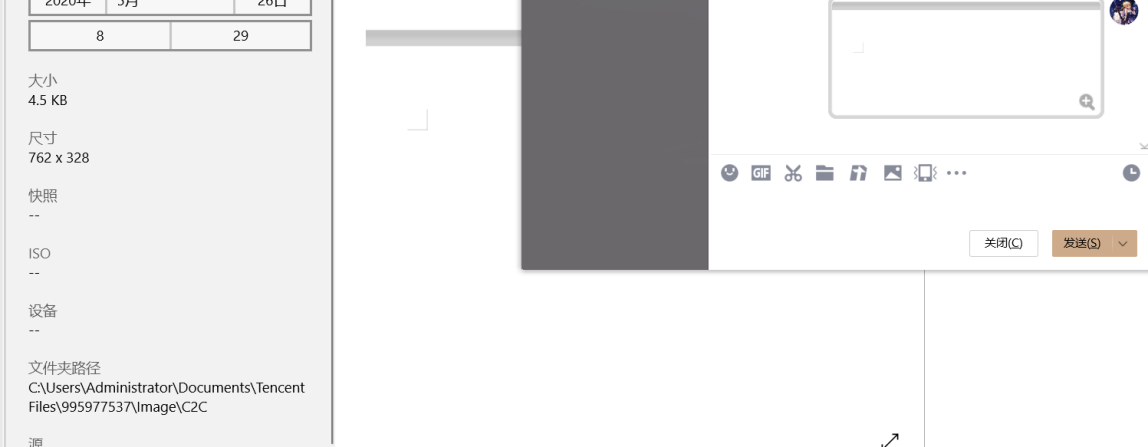 2020年 5月 26日
8 29
大小
4.5 KB
尺寸
762 x 328
快照
--
ISO
--
设备
--
文件夹路径
C:\Users\Administrator\Documents\Tencent
Files\995977537\Image\C2C
源
GIF
关闭(C) 发送(S)